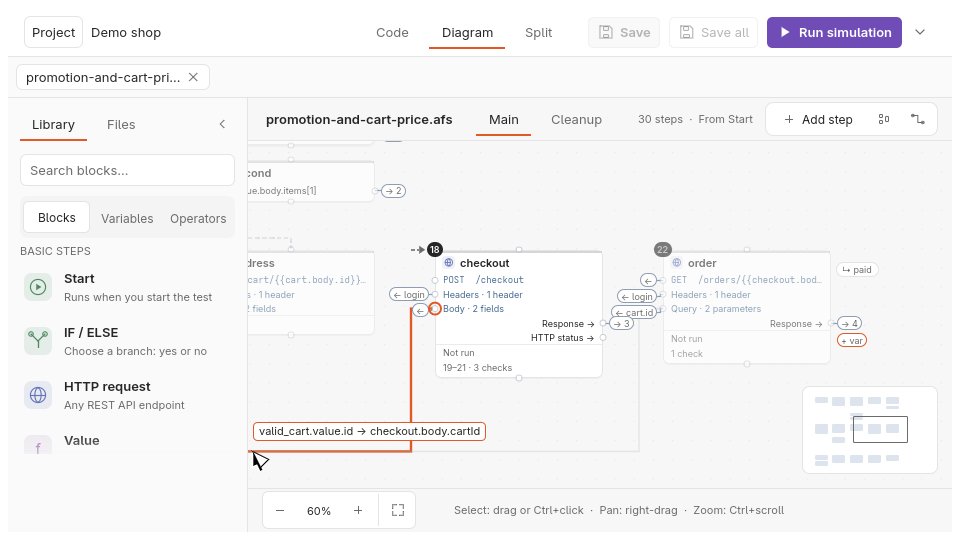 Project Demo shop Code Diagram Split Save Save all Run simulation
promotion-and-cart-pri...
Library Files promotion-and-cart-price.afs Main Cleanup 30 steps · From Start Add step
Search blocks...
Blocks Variables Operators
BASIC STEPS
Start
Runs when you start the test
IF / ELSE
Choose a branch: yes or no
HTTP request
Any REST API endpoint
Value
f
cond
ue.body.items[1]
→ 2
dress
cart/{{cart.body.id}}...
s · 1 header
2 fields
18
checkout
POST /checkout
← login
Headers · 1 header
←
Body · 2 fields
Response →
→ 3
HTTP status →
Not run
19–21 · 3 checks
22
order
←
GET /orders/{{checkout.bod...
← login
Headers · 1 header
← cart.id
Query · 2 parameters
Response →
→ 4
Not run
1 check
↳ paid
+ var
valid_cart.value.id → checkout.body.cartId
− 60% +
Select: drag or Ctrl+click · Pan: right-drag · Zoom: Ctrl+scroll